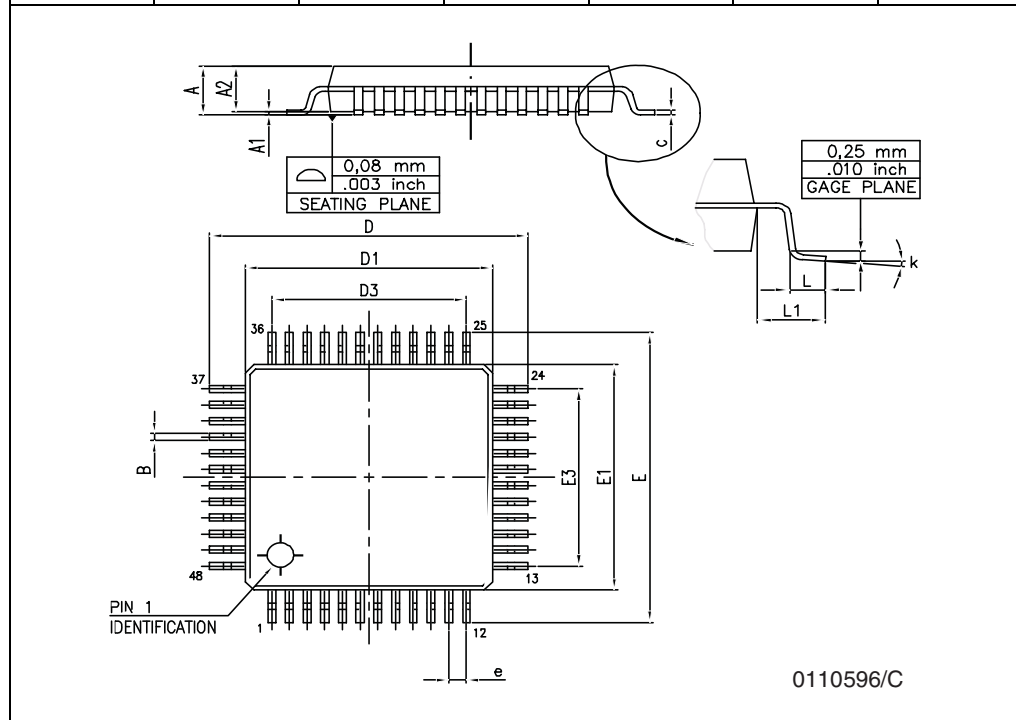 A
A2
A1
0,08 mm
.003 inch
SEATING PLANE
c
0,25 mm
.010 inch
GAGE PLANE
k
L
L1
D
D1
D3
36
25
37
24
B
E3
E1
E
48
13
PIN 1
IDENTIFICATION
1
12
e
0110596/C